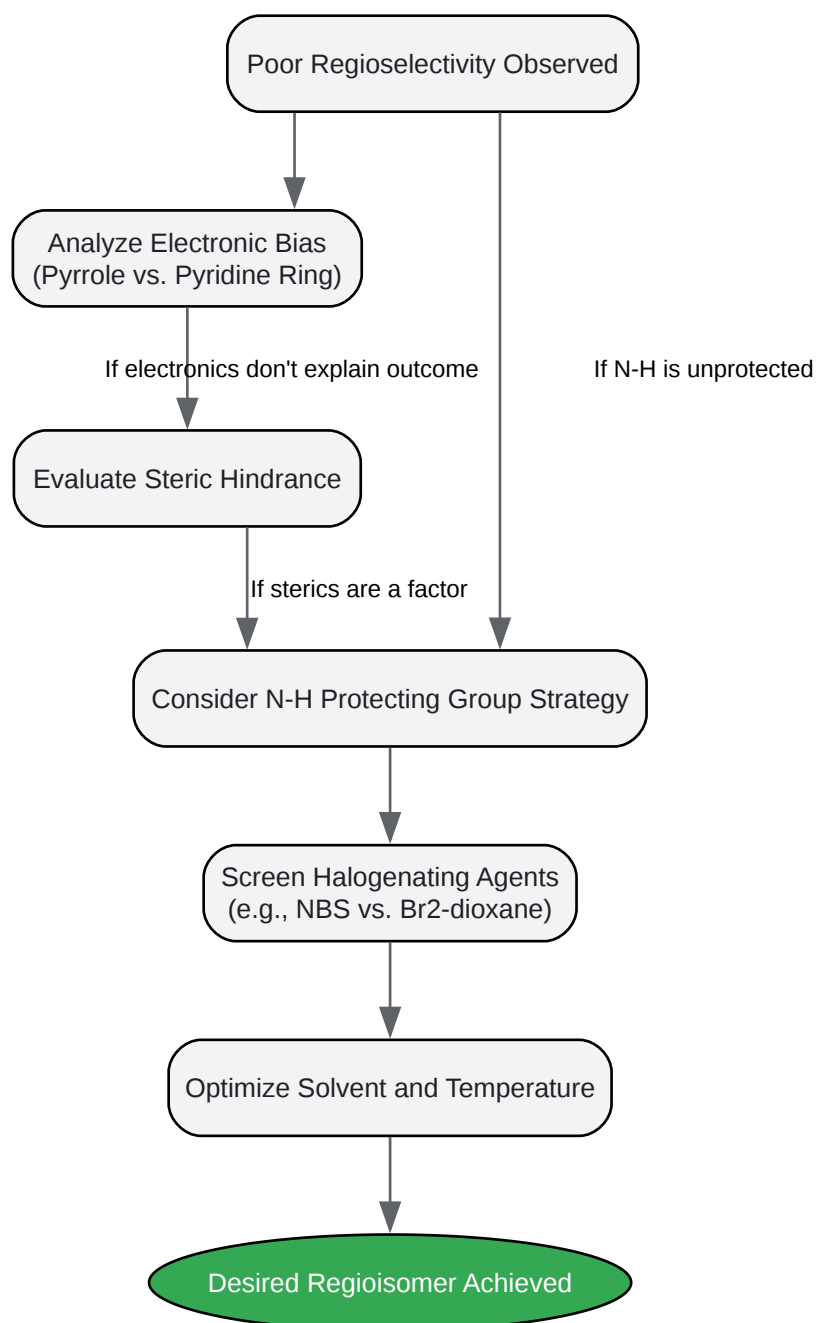 Poor Regioselectivity Observed
Analyze Electronic Bias
(Pyrrole vs. Pyridine Ring)
If electronics don't explain outcome
If N-H is unprotected
Evaluate Steric Hindrance
If sterics are a factor
Consider N-H Protecting Group Strategy
Screen Halogenating Agents
(e.g., NBS vs. Br2-dioxane)
Optimize Solvent and Temperature
Desired Regioisomer Achieved